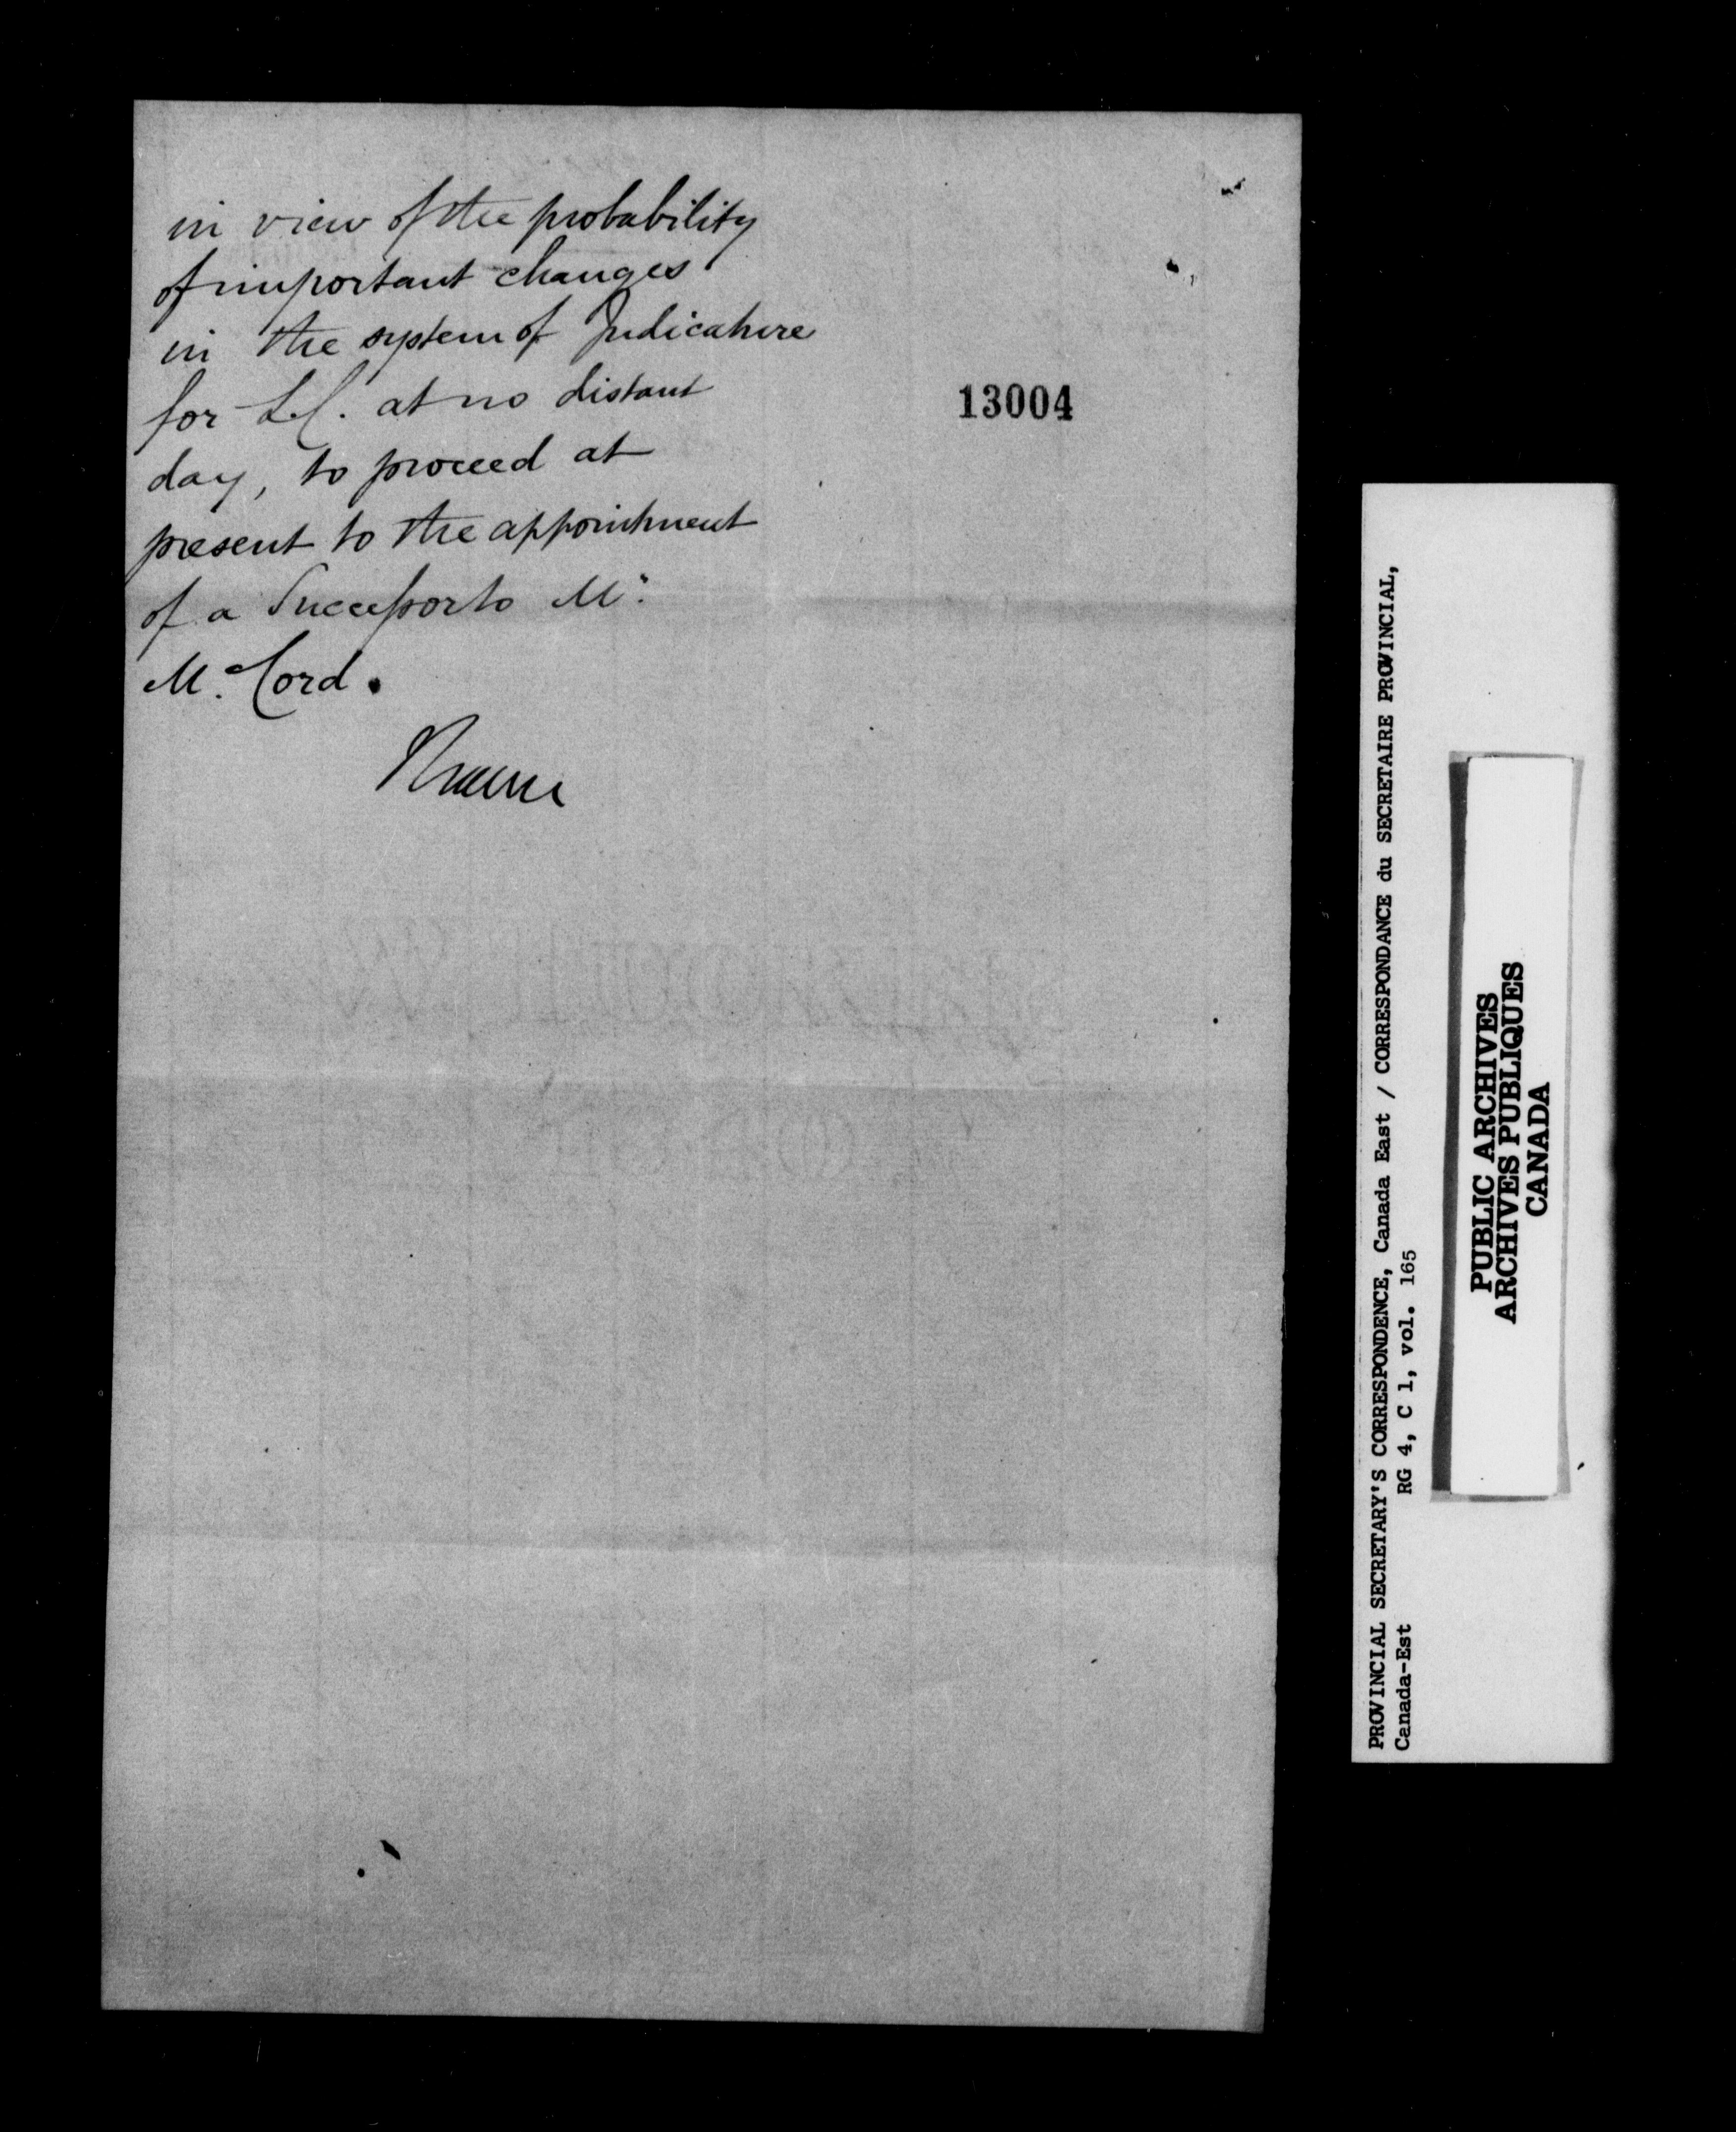 in view of the probability
of important changes
in the system of Judicature
for L.C. at no distant
day, to proceed at
present to the appointment
of a Successor to Mr.
McCord.
13004
PROVINCIAL SECRETARY'S CORRESPONDENCE, Canada East / CORRESPONDANCE du SECRETAIRE PROVINCIAL,
Canada-Est RG 4, C 1, vol. 165
PUBLIC ARCHIVES
ARCHIVES PUBLIQUES
CANADA